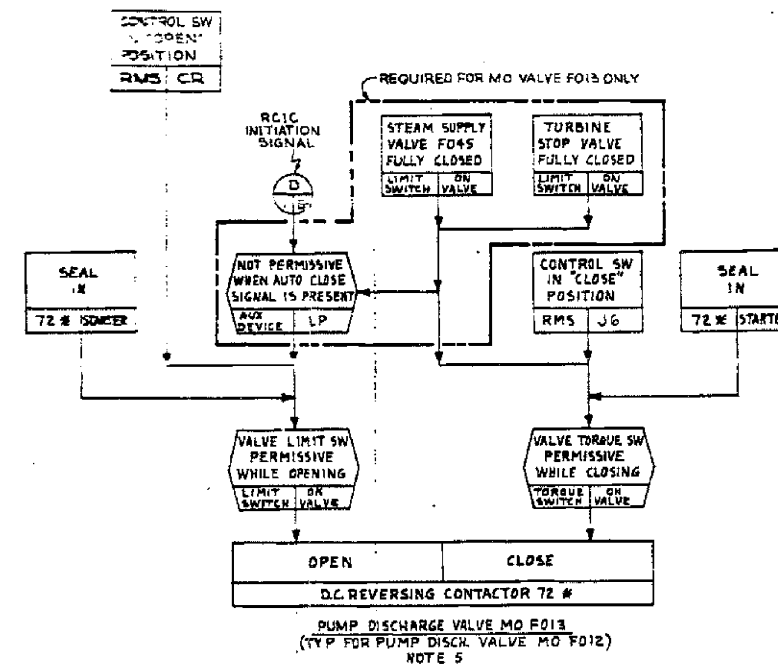 CONTROL SW
"OPEN"
POSITION
RMS CR
REQUIRED FOR MO VALVE F013 ONLY
RCIC
INITIATION
SIGNAL
D
STEAM SUPPLY
VALVE F045
FULLY CLOSED
LIMIT SWITCH ON VALVE
TURBINE
STOP VALVE
FULLY CLOSED
LIMIT SWITCH ON VALVE
SEAL
IN
72 *
NOT PERMISSIVE
WHEN AUTO CLOSE
SIGNAL IS PRESENT
AUX DEVICE LP
CONTROL SW
IN "CLOSE"
POSITION
RMS J6
SEAL
IN
72 * STARTE
VALVE LIMIT SW
PERMISSIVE
WHILE OPENING
LIMIT SWITCH ON VALVE
VALVE TORQUE SW
PERMISSIVE
WHILE CLOSING
TORQUE SWITCH ON VALVE
OPEN CLOSE
D.C. REVERSING CONTACTOR 72 *
PUMP DISCHARGE VALVE MO F013
(TYP FOR PUMP DISCH. VALVE MO F012)
NOTE 5